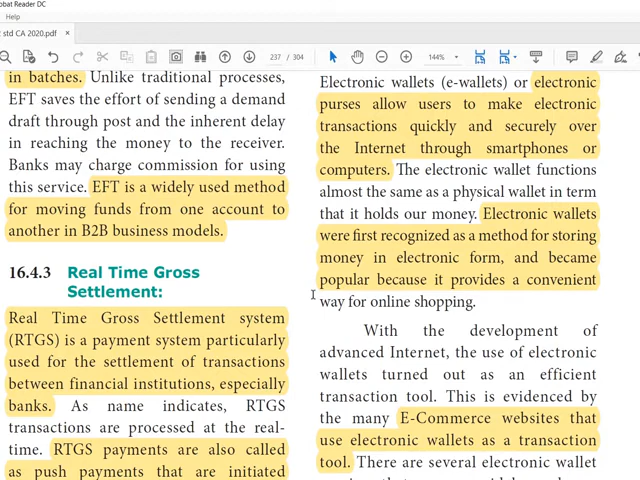 obat Reader DC
Help
std CA 2020.pdf ×
237 / 304
144%
in batches. Unlike traditional processes,
EFT saves the effort of sending a demand
draft through post and the inherent delay
in reaching the money to the receiver.
Banks may charge commission for using
this service. EFT is a widely used method
for moving funds from one account to
another in B2B business models.
16.4.3 Real Time Gross
Settlement:
Real Time Gross Settlement system
(RTGS) is a payment system particularly
used for the settlement of transactions
between financial institutions, especially
banks. As name indicates, RTGS
transactions are processed at the real-
time. RTGS payments are also called
as push payments that are initiated
Electronic wallets (e-wallets) or electronic
purses allow users to make electronic
transactions quickly and securely over
the Internet through smartphones or
computers. The electronic wallet functions
almost the same as a physical wallet in term
that it holds our money. Electronic wallets
were first recognized as a method for storing
money in electronic form, and became
popular because it provides a convenient
way for online shopping.
With the development of
advanced Internet, the use of electronic
wallets turned out as an efficient
transaction tool. This is evidenced by
the many E-Commerce websites that
use electronic wallets as a transaction
tool. There are several electronic wallet